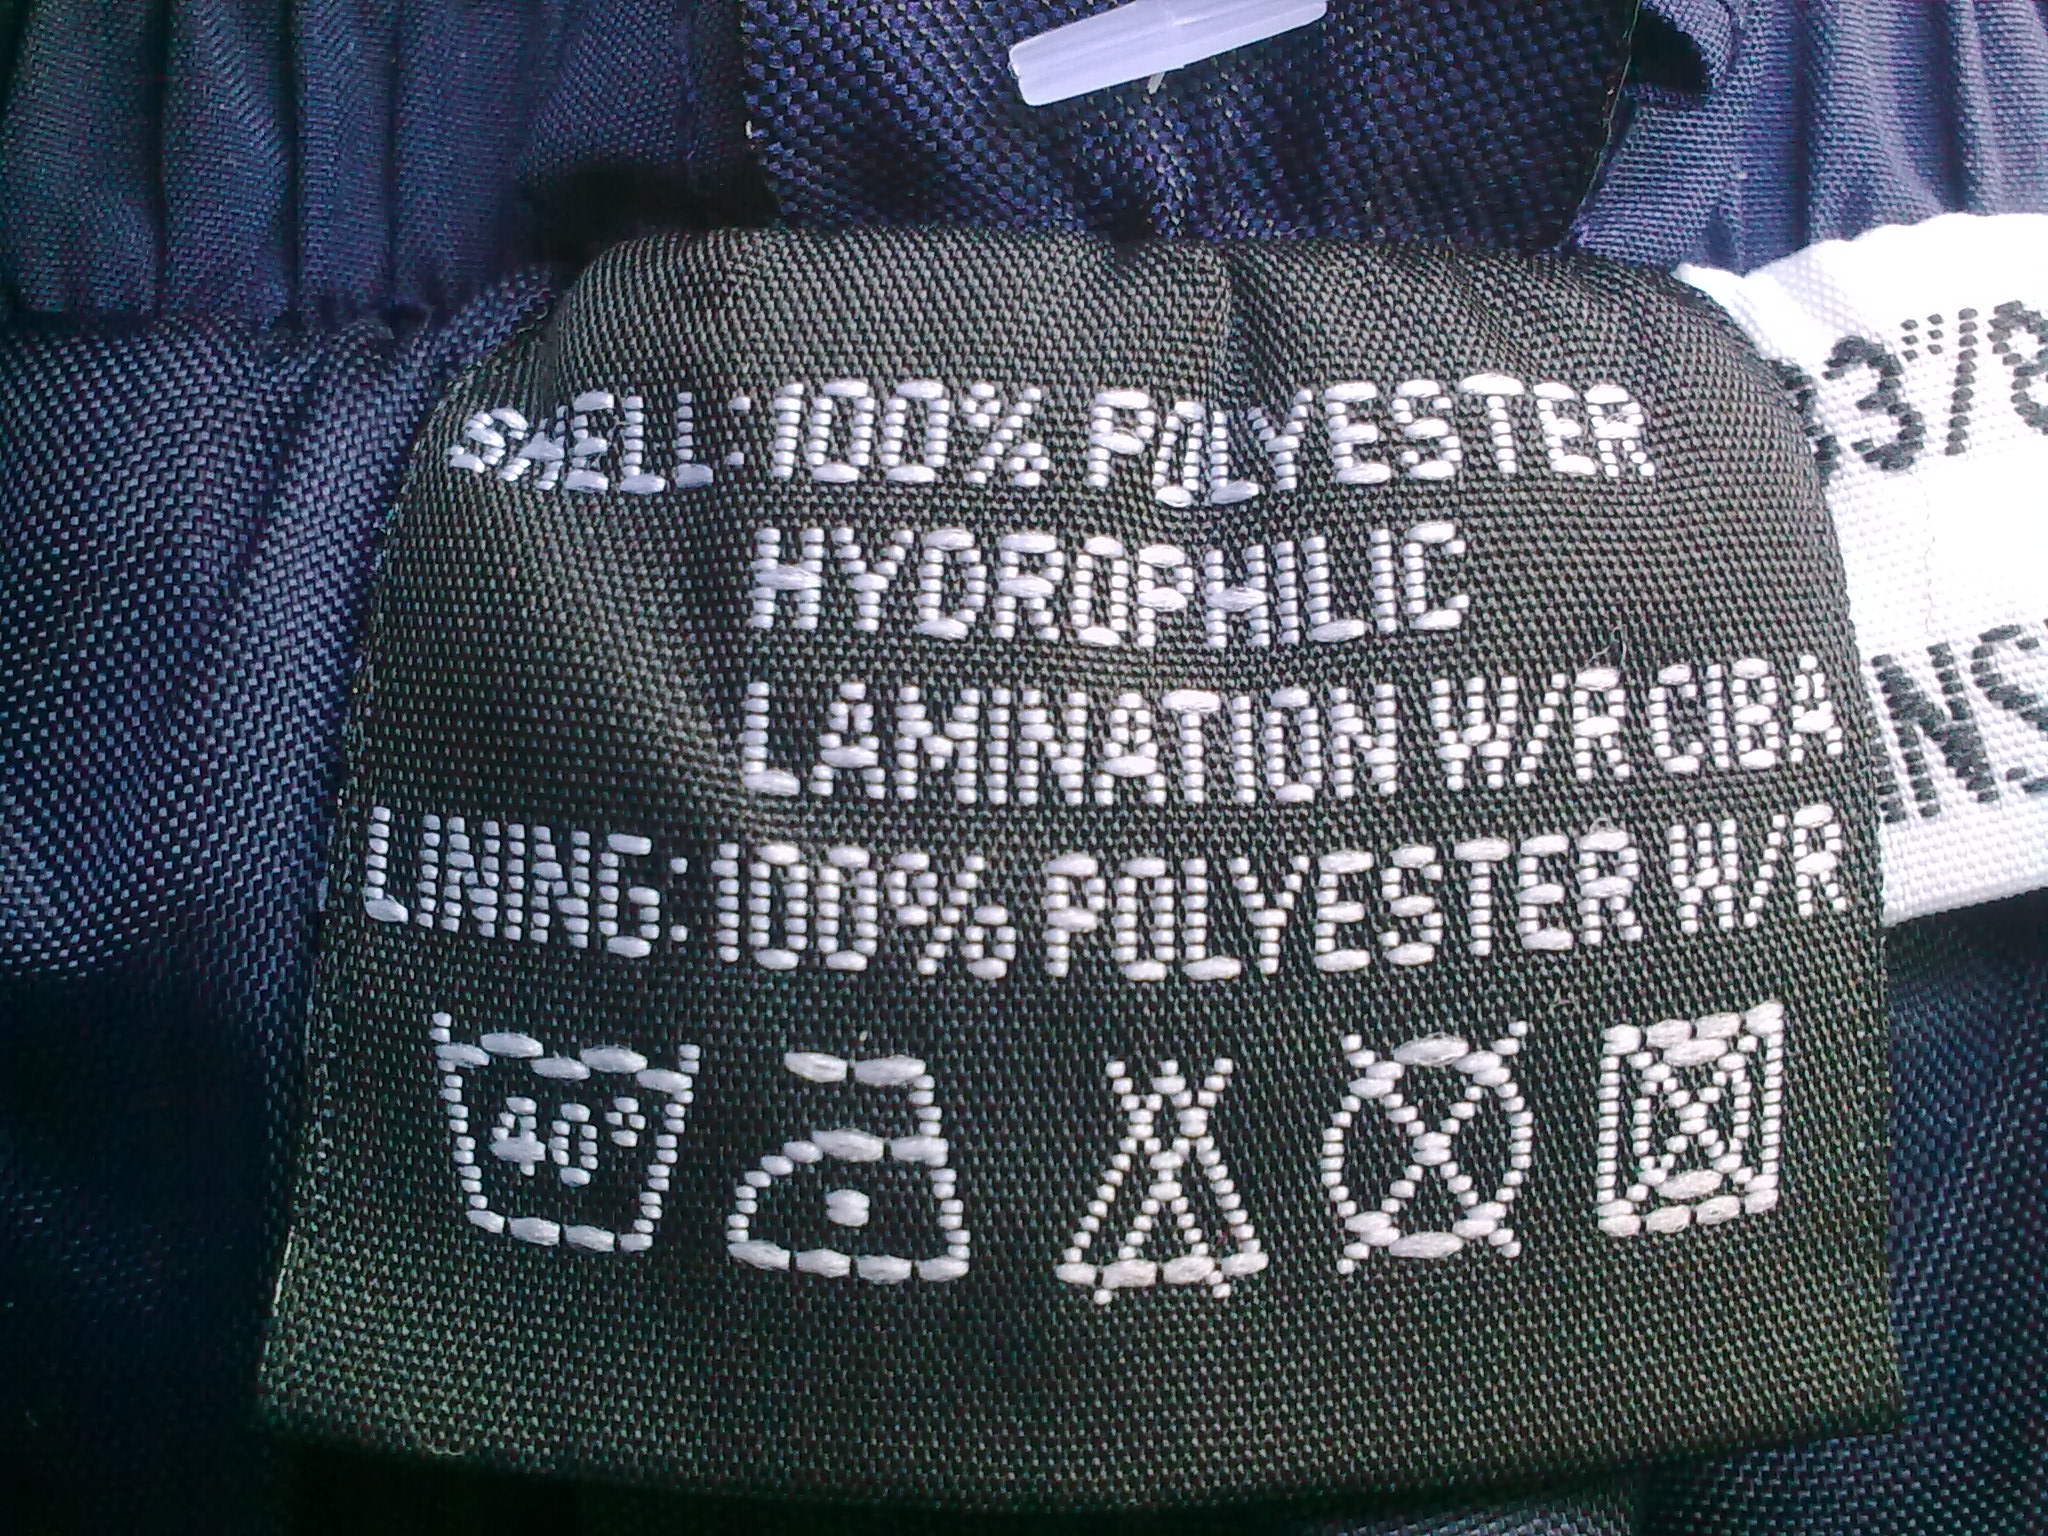 SHELL: 100% POLYESTER
HYDROPHILIC
LAMINATION W/R CIBA
LINING: 100% POLYESTER W/R
40°